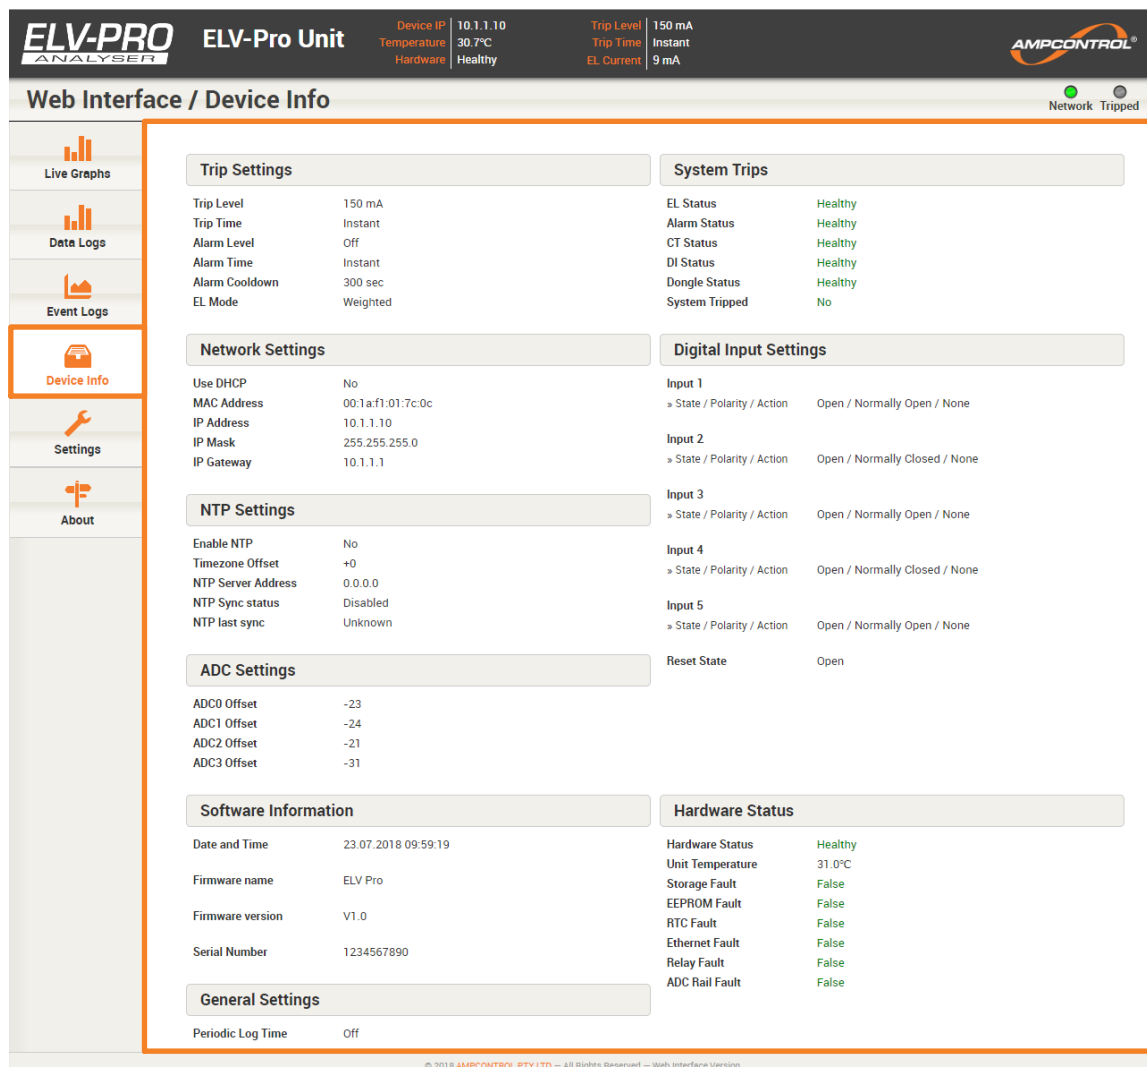 ELV-PRO
ANALYSER
ELV-Pro Unit
Device IP 10.1.1.10
Temperature 30.7°C
Hardware Healthy
Trip Level 150 mA
Trip Time Instant
EL Current 9 mA
AMPCONTROL®
Web Interface / Device Info
Network Tripped
Live Graphs
Data Logs
Event Logs
Device Info
Settings
About
Trip Settings
Trip Level 150 mA
Trip Time Instant
Alarm Level Off
Alarm Time Instant
Alarm Cooldown 300 sec
EL Mode Weighted
System Trips
EL Status Healthy
Alarm Status Healthy
CT Status Healthy
DI Status Healthy
Dongle Status Healthy
System Tripped No
Network Settings
Use DHCP No
MAC Address 00:1a:f1:01:7c:0c
IP Address 10.1.1.10
IP Mask 255.255.255.0
IP Gateway 10.1.1.1
Digital Input Settings
Input 1
» State / Polarity / Action Open / Normally Open / None
Input 2
» State / Polarity / Action Open / Normally Closed / None
Input 3
» State / Polarity / Action Open / Normally Open / None
Input 4
» State / Polarity / Action Open / Normally Closed / None
Input 5
» State / Polarity / Action Open / Normally Open / None
Reset State Open
NTP Settings
Enable NTP No
Timezone Offset +0
NTP Server Address 0.0.0.0
NTP Sync status Disabled
NTP last sync Unknown
ADC Settings
ADC0 Offset -23
ADC1 Offset -24
ADC2 Offset -21
ADC3 Offset -31
Software Information
Date and Time 23.07.2018 09:59:19
Firmware name ELV Pro
Firmware version V1.0
Serial Number 1234567890
Hardware Status
Hardware Status Healthy
Unit Temperature 31.0°C
Storage Fault False
EEPROM Fault False
RTC Fault False
Ethernet Fault False
Relay Fault False
ADC Rail Fault False
General Settings
Periodic Log Time Off
© 2018 AMPCONTROL PTY LTD — All Rights Reserved — Web Interface Version